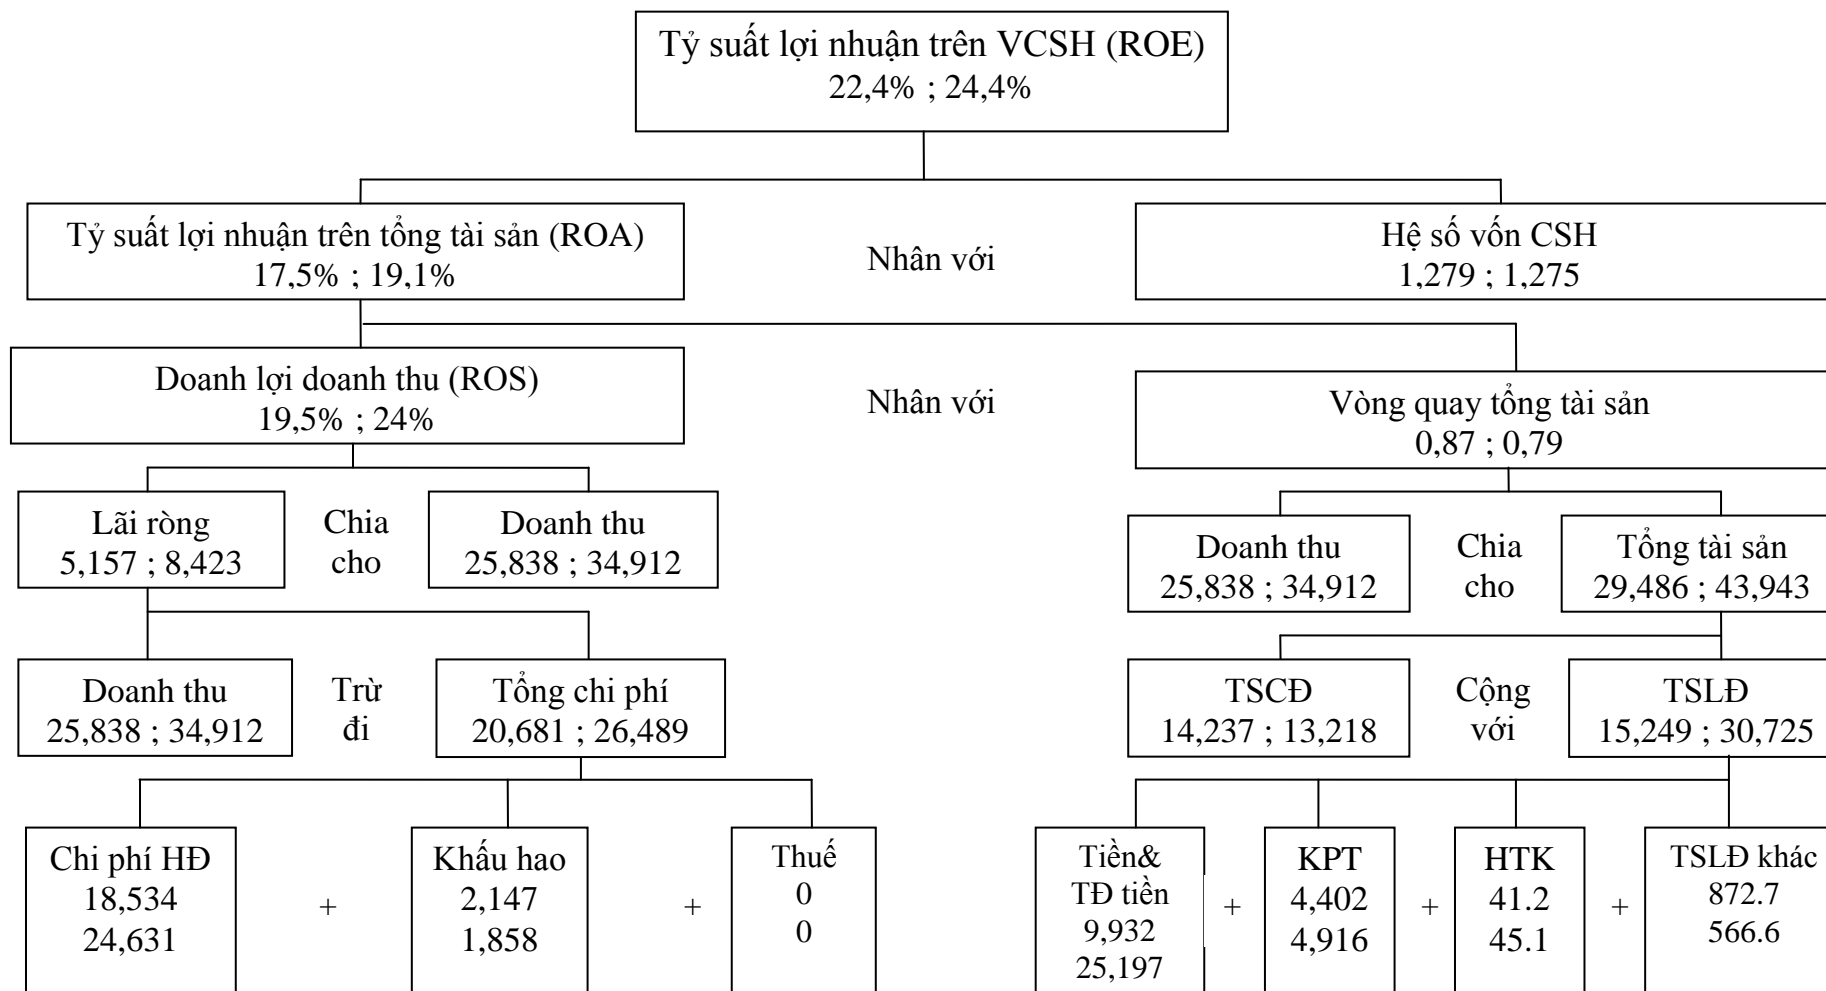 Tỷ suất lợi nhuận trên VCSH (ROE)
22,4% ; 24,4%
Tỷ suất lợi nhuận trên tổng tài sản (ROA)
17,5% ; 19,1%
Nhân với
Hệ số vốn CSH
1,279 ; 1,275
Doanh lợi doanh thu (ROS)
19,5% ; 24%
Nhân với
Vòng quay tổng tài sản
0,87 ; 0,79
Lãi ròng
5,157 ; 8,423
Chia
cho
Doanh thu
25,838 ; 34,912
Doanh thu
25,838 ; 34,912
Chia
cho
Tổng tài sản
29,486 ; 43,943
Doanh thu
25,838 ; 34,912
Trừ
đi
Tổng chi phí
20,681 ; 26,489
TSCĐ
14,237 ; 13,218
Cộng
với
TSLĐ
15,249 ; 30,725
Chi phí HĐ
18,534
24,631
+
Khấu hao
2,147
1,858
+
Thuế
0
0
Tiền&
TĐ tiền
9,932
25,197
+
KPT
4,402
4,916
+
HTK
41.2
45.1
+
TSLĐ khác
872.7
566.6